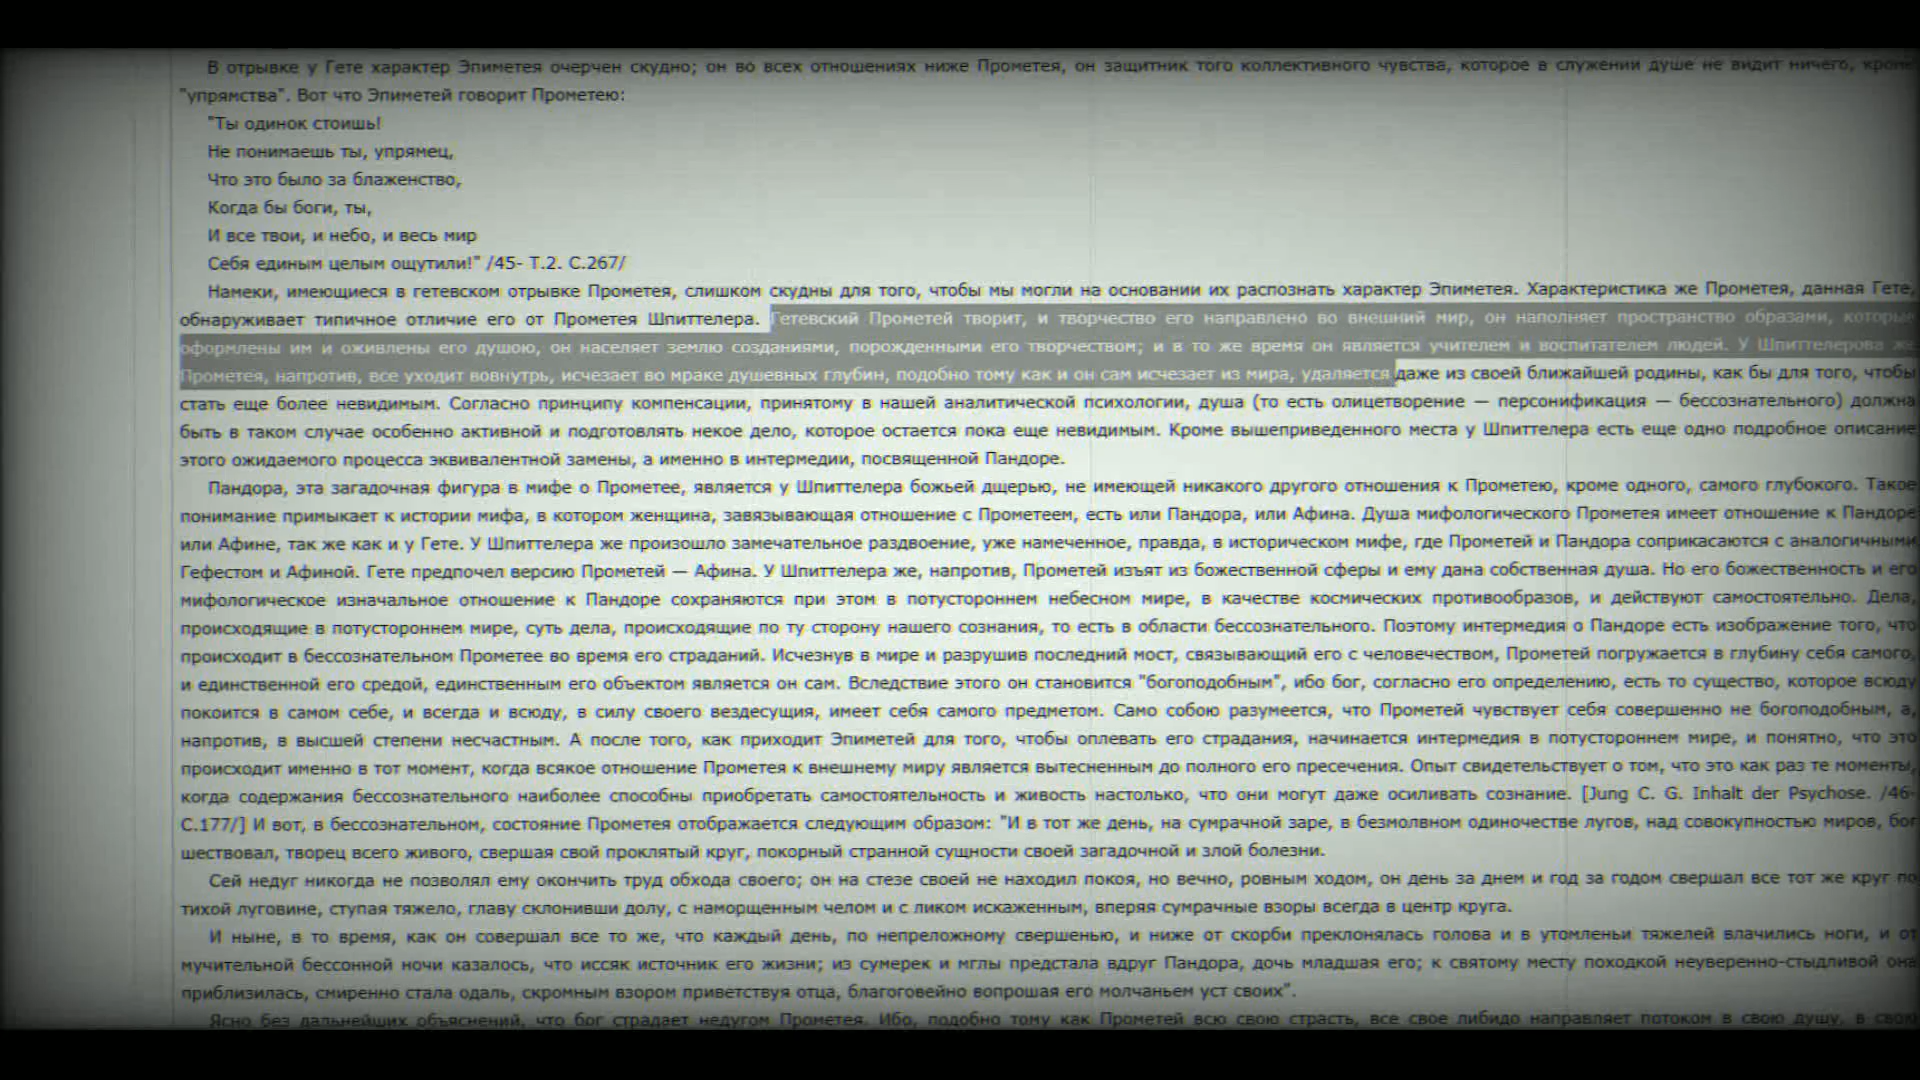 В отрывке у Гете характер Эпиметея очерчен скудно; он во всех отношениях ниже Прометея, он защитник того коллективного чувства, которое в служении душе не видит ничего, кроме
"упрямства". Вот что Эпиметей говорит Прометею:
"Ты одинок стоишь!
Не понимаешь ты, упрямец,
Что это было за блаженство,
Когда бы боги, ты,
И все твои, и небо, и весь мир
Себя единым целым ощутили!" /45- Т.2. С.267/
Намеки, имеющиеся в гетевском отрывке Прометея, слишком скудны для того, чтобы мы могли на основании их распознать характер Эпиметея. Характеристика же Прометея, данная Гете,
обнаруживает типичное отличие его от Прометея Шпиттелера. Гетевский Прометей творит, и творчество его направлено во внешний мир, он наполняет пространство образами, которые
оформлены им и оживлены его душою, он населяет землю созданиями, порожденными его творчеством; и в то же время он является учителем и воспитателем людей. У Шпиттелерова же
Прометея, напротив, все уходит вовнутрь, исчезает во мраке душевных глубин, подобно тому как и он сам исчезает из мира, удаляется даже из своей ближайшей родины, как бы для того, чтобы
стать еще более невидимым. Согласно принципу компенсации, принятому в нашей аналитической психологии, душа (то есть олицетворение — персонификация — бессознательного) должна
быть в таком случае особенно активной и подготовлять некое дело, которое остается пока еще невидимым. Кроме вышеприведенного места у Шпиттелера есть еще одно подробное описание
этого ожидаемого процесса эквивалентной замены, а именно в интермедии, посвященной Пандоре.
Пандора, эта загадочная фигура в мифе о Прометее, является у Шпиттелера божьей дщерью, не имеющей никакого другого отношения к Прометею, кроме одного, самого глубокого. Такое
понимание примыкает к истории мифа, в котором женщина, завязывающая отношение с Прометеем, есть или Пандора, или Афина. Душа мифологического Прометея имеет отношение к Пандоре
или Афине, так же как и у Гете. У Шпиттелера же произошло замечательное раздвоение, уже намеченное, правда, в историческом мифе, где Прометей и Пандора соприкасаются с аналогичными
Гефестом и Афиной. Гете предпочел версию Прометей — Афина. У Шпиттелера же, напротив, Прометей изъят из божественной сферы и ему дана собственная душа. Но его божественность и его
мифологическое изначальное отношение к Пандоре сохраняются при этом в потустороннем небесном мире, в качестве космических противообразов, и действуют самостоятельно. Дела,
происходящие в потустороннем мире, суть дела, происходящие по ту сторону нашего сознания, то есть в области бессознательного. Поэтому интермедия о Пандоре есть изображение того, что
происходит в бессознательном Прометее во время его страданий. Исчезнув в мире и разрушив последний мост, связывающий его с человечеством, Прометей погружается в глубину себя самого,
и единственной его средой, единственным его объектом является он сам. Вследствие этого он становится "богоподобным", ибо бог, согласно его определению, есть то существо, которое всюду
покоится в самом себе, и всегда и всюду, в силу своего вездесущия, имеет себя самого предметом. Само собою разумеется, что Прометей чувствует себя совершенно не богоподобным, а,
напротив, в высшей степени несчастным. А после того, как приходит Эпиметей для того, чтобы оплевать его страдания, начинается интермедия в потустороннем мире, и понятно, что это
происходит именно в тот момент, когда всякое отношение Прометея к внешнему миру является вытесненным до полного его пресечения. Опыт свидетельствует о том, что это как раз те моменты,
когда содержания бессознательного наиболее способны приобретать самостоятельность и живость настолько, что они могут даже осиливать сознание. [Jung C. G. Inhalt der Psychose. /46-
С.177/] И вот, в бессознательном, состояние Прометея отображается следующим образом: "И в тот же день, на сумрачной заре, в безмолвном одиночестве лугов, над совокупностью миров, бог
шествовал, творец всего живого, свершая свой проклятый круг, покорный странной сущности своей загадочной и злой болезни.
Сей недуг никогда не позволял ему окончить труд обхода своего; он на стезе своей не находил покоя, но вечно, ровным ходом, он день за днем и год за годом свершал все тот же круг по
тихой луговине, ступая тяжело, главу склонивши долу, с наморщенным челом и с ликом искаженным, вперяя сумрачные взоры всегда в центр круга.
И ныне, в то время, как он совершал все то же, что каждый день, по непреложному свершенью, и ниже от скорби преклонялась голова и в утомленьи тяжелей влачились ноги, и от
мучительной бессонной ночи казалось, что иссяк источник его жизни; из сумерек и мглы предстала вдруг Пандора, дочь младшая его; к святому месту походкой неуверенно-стыдливой она
приблизилась, смиренно стала одаль, скромным взором приветствуя отца, благоговейно вопрошая его молчаньем уст своих".
Ясно без дальнейших объяснений, что бог страдает недугом Прометея. Ибо, подобно тому как Прометей всю свою страсть, все свое либидо направляет потоком в свою душу, в свою